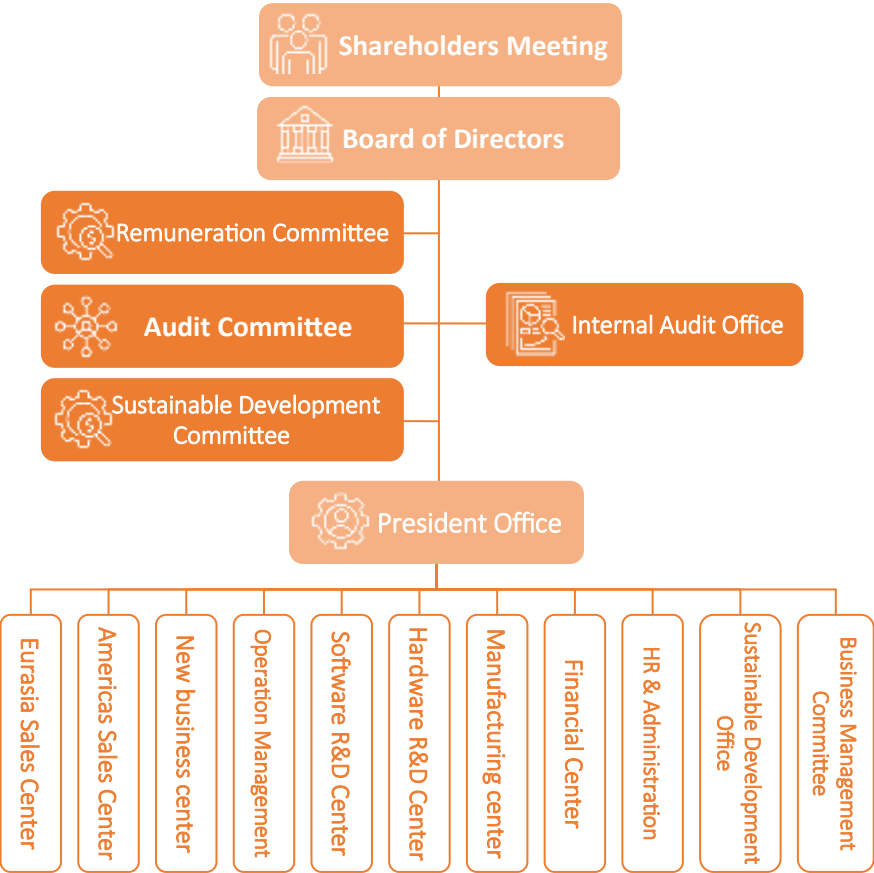 Shareholders Meeting
Board of Directors
Remuneration Committee
Audit Committee
Internal Audit Office
Sustainable Development
Committee
President Office
Eurasia Sales Center
Americas Sales Center
New business center
Operation Management
Software R&D Center
Hardware R&D Center
Manufacturing center
Financial Center
HR & Administration
Sustainable Development
Office
Business Management
Committee